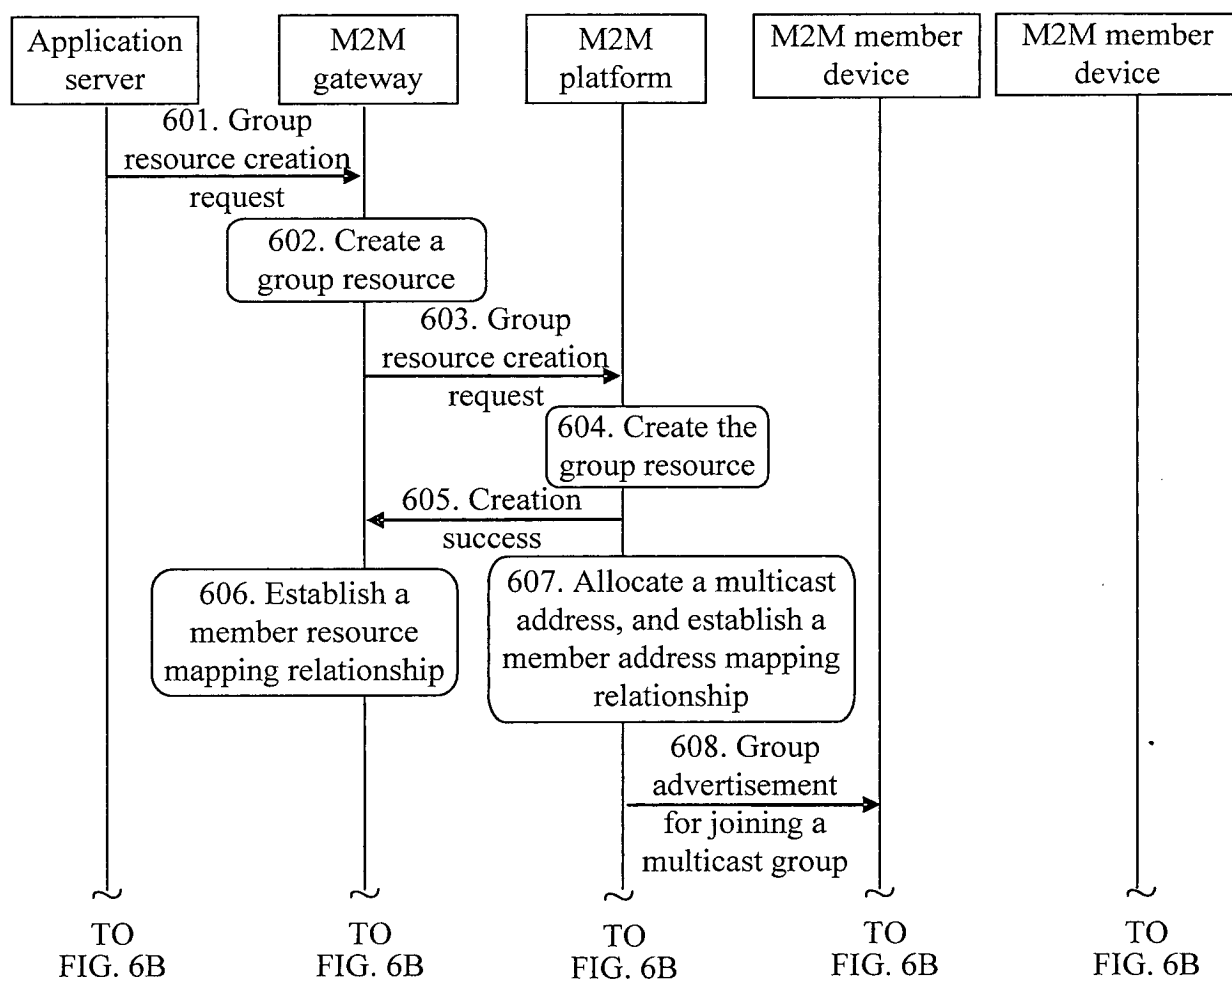 Application
server
M2M
gateway
M2M
platform
M2M member
device
M2M member
device
601. Group
resource creation
request
602. Create a
group resource
603. Group
resource creation
request
604. Create the
group resource
605. Creation
success
606. Establish a
member resource
mapping relationship
607. Allocate a multicast
address, and establish a
member address mapping
relationship
608. Group
advertisement
for joining a
multicast group
TO
FIG. 6B
TO
FIG. 6B
TO
FIG. 6B
TO
FIG. 6B
TO
FIG. 6B